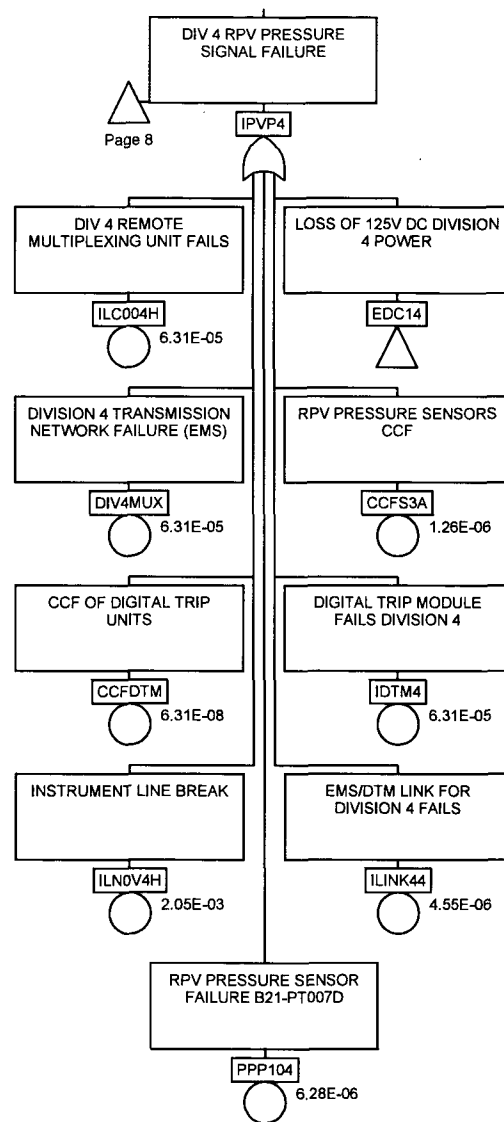 DIV 4 RPV PRESSURE
SIGNAL FAILURE
Page 8
IPVP4
DIV 4 REMOTE
MULTIPLEXING UNIT FAILS
ILC004H
6.31E-05
LOSS OF 125V DC DIVISION
4 POWER
EDC14
DIVISION 4 TRANSMISSION
NETWORK FAILURE (EMS)
DIV4MUX
6.31E-05
RPV PRESSURE SENSORS
CCF
CCFS3A
1.26E-06
CCF OF DIGITAL TRIP
UNITS
CCFDTM
6.31E-08
DIGITAL TRIP MODULE
FAILS DIVISION 4
IDTM4
6.31E-05
INSTRUMENT LINE BREAK
ILN0V4H
2.05E-03
EMS/DTM LINK FOR
DIVISION 4 FAILS
ILINK44
4.55E-06
RPV PRESSURE SENSOR
FAILURE B21-PT007D
PPP104
6.28E-06